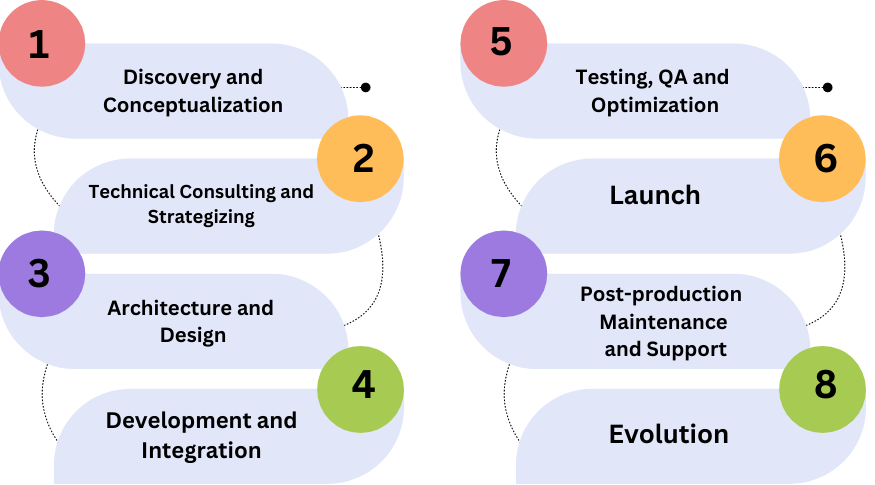 1
Discovery and
Conceptualization
2
Technical Consulting and
Strategizing
3
Architecture and
Design
4
Development and
Integration
5
Testing, QA and
Optimization
6
Launch
7
Post-production
Maintenance
and Support
8
Evolution